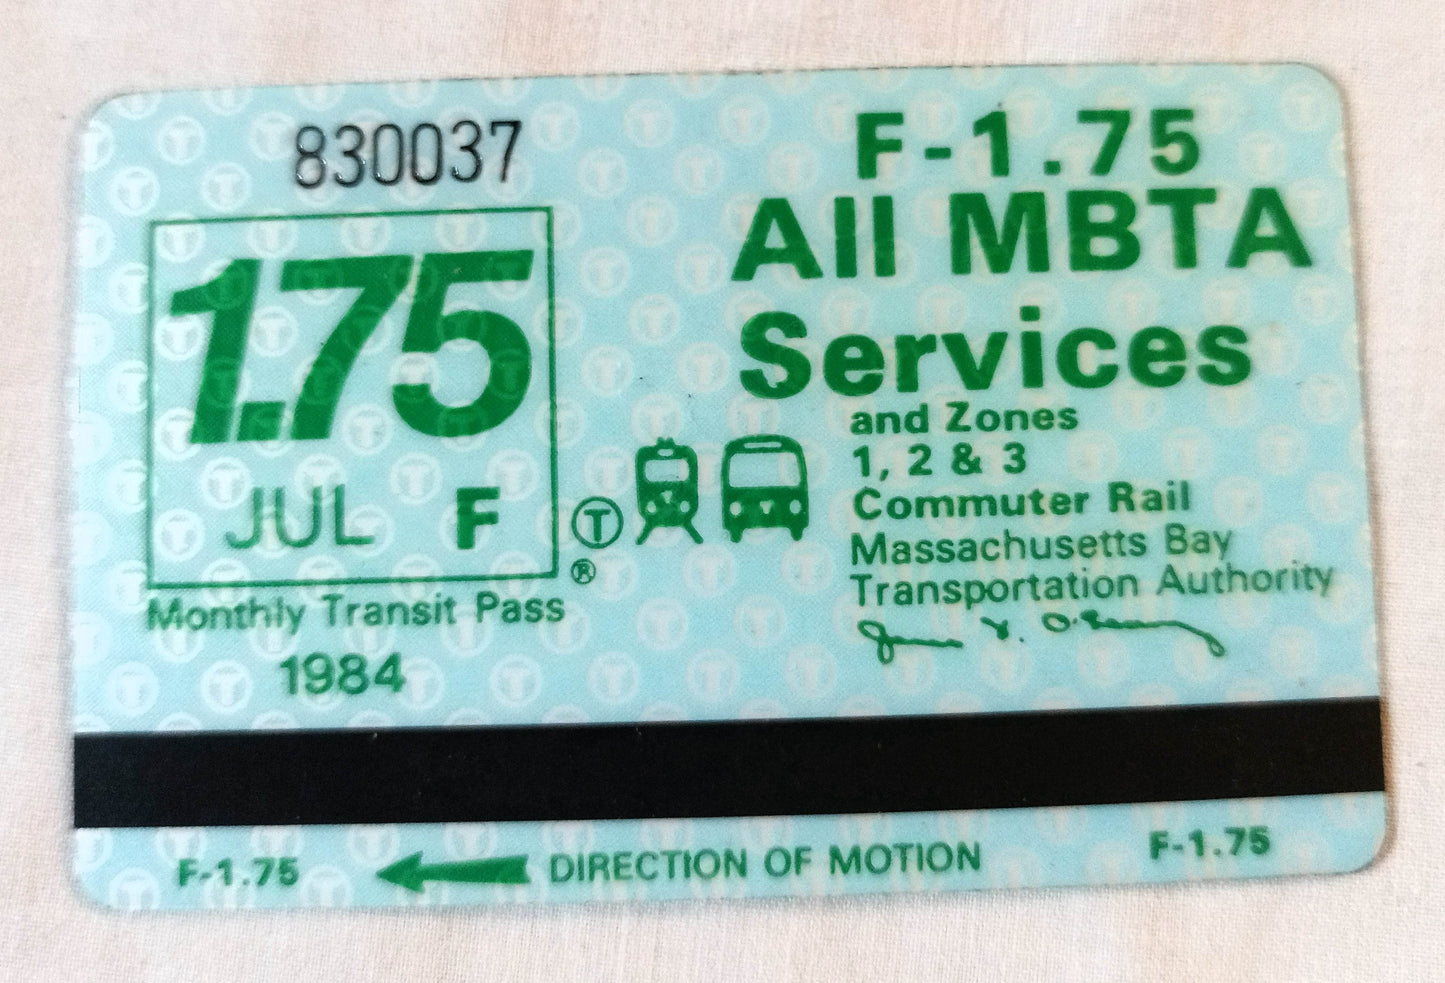 830037
1.75
JUL F
Monthly Transit Pass
1984
T
®
F-1.75
All MBTA
Services
and Zones
1, 2 & 3
Commuter Rail
Massachusetts Bay
Transportation Authority
F-1.75 DIRECTION OF MOTION F-1.75